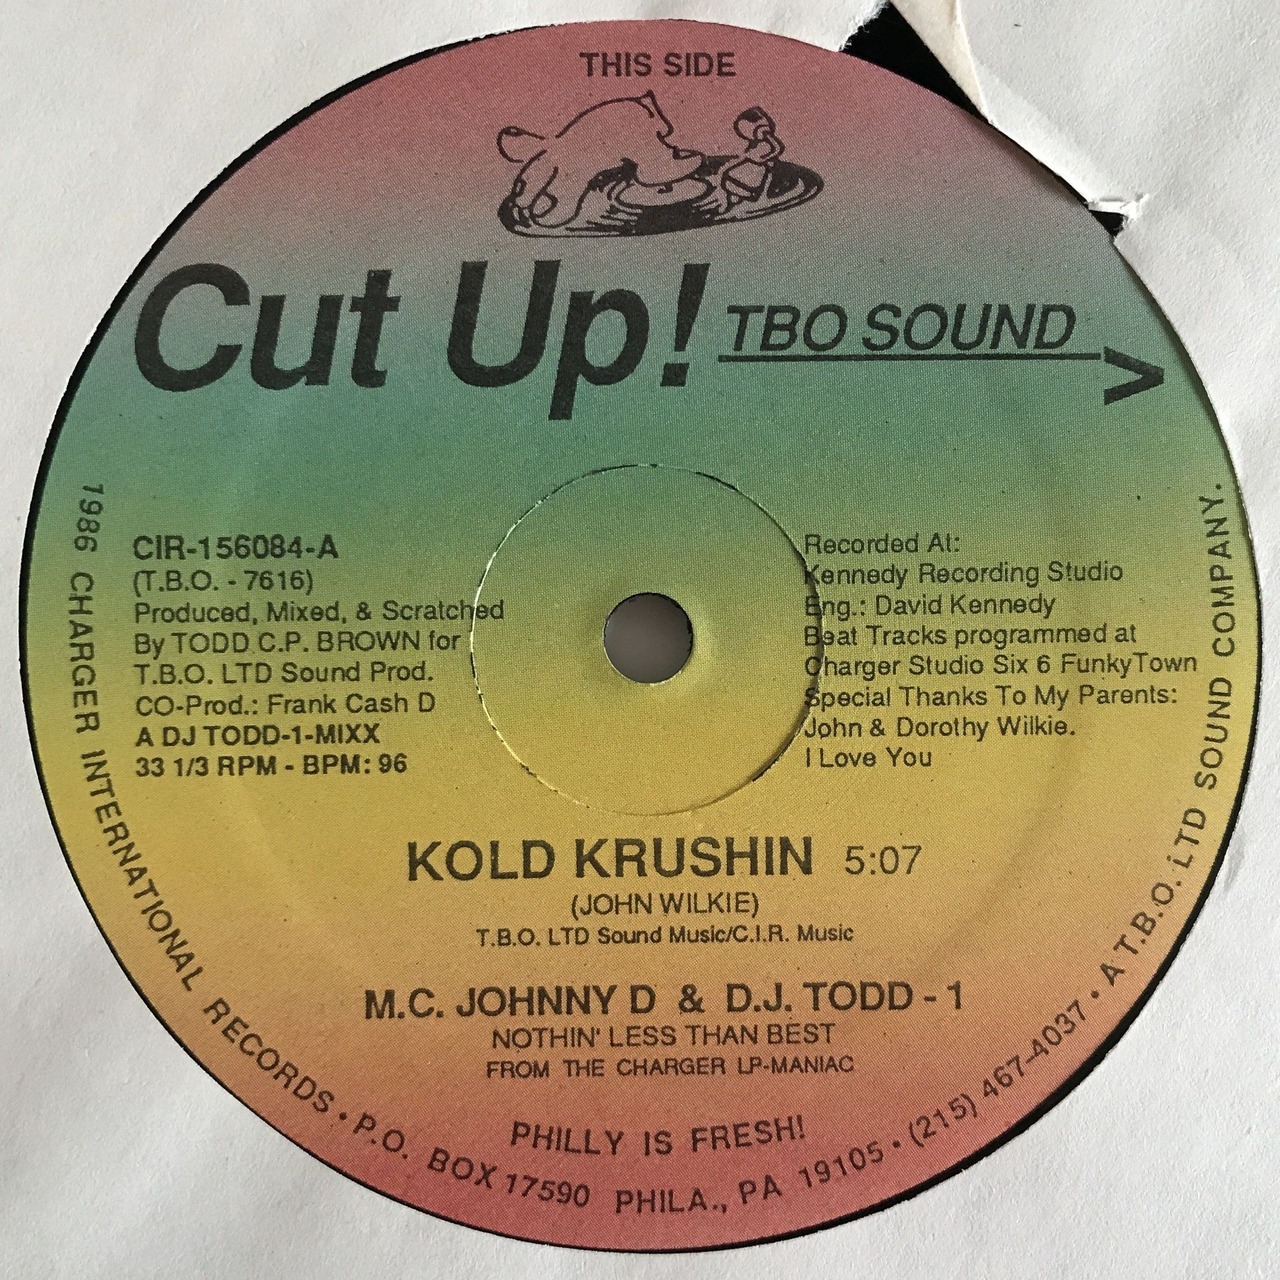 THIS SIDE
Cut Up! TBO SOUND >
CIR-156084-A
(T.B.O. - 7616)
Produced, Mixed, & Scratched
By TODD C.P. BROWN for
T.B.O. LTD Sound Prod.
CO-Prod.: Frank Cash D
A DJ TODD-1-MIXX
33 1/3 RPM - BPM: 96
Recorded At:
Kennedy Recording Studio
Eng.: David Kennedy
Beat Tracks programmed at
Charger Studio Six 6 FunkyTown
Special Thanks To My Parents:
John & Dorothy Wilkie.
I Love You
KOLD KRUSHIN 5:07
(JOHN WILKIE)
T.B.O. LTD Sound Music/C.I.R. Music
M.C. JOHNNY D & D.J. TODD - 1
NOTHIN' LESS THAN BEST
FROM THE CHARGER LP-MANIAC
PHILLY IS FRESH!
1986 CHARGER INTERNATIONAL RECORDS • P.O. BOX 17590 PHILA., PA 19105 • (215) 467-4037 • A T.B.O. LTD SOUND COMPANY.